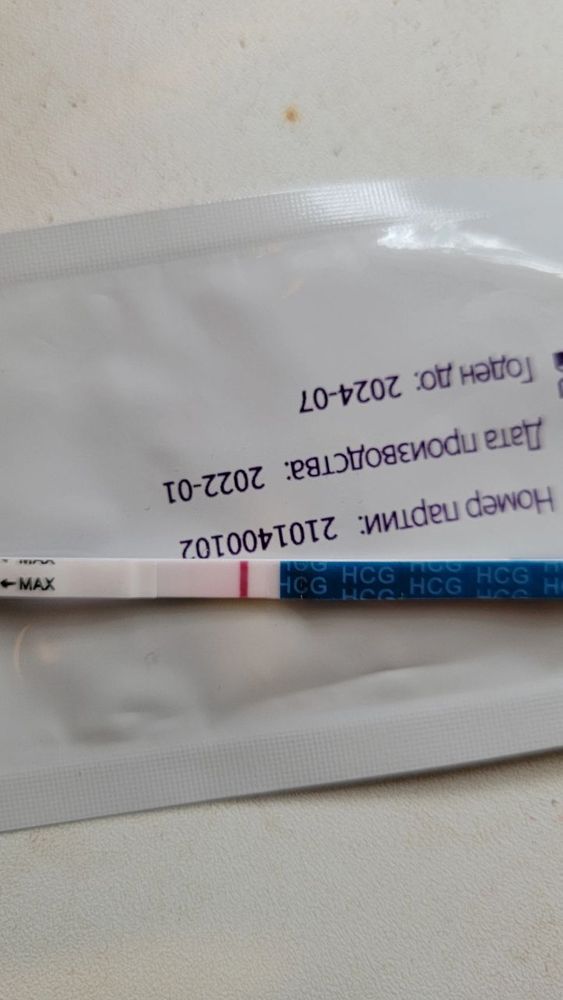 Номер партии: 2101400102
Дата производства: 2022-01
Годен до: 2024-07
←MAX
HCG HCG HCG HCG H